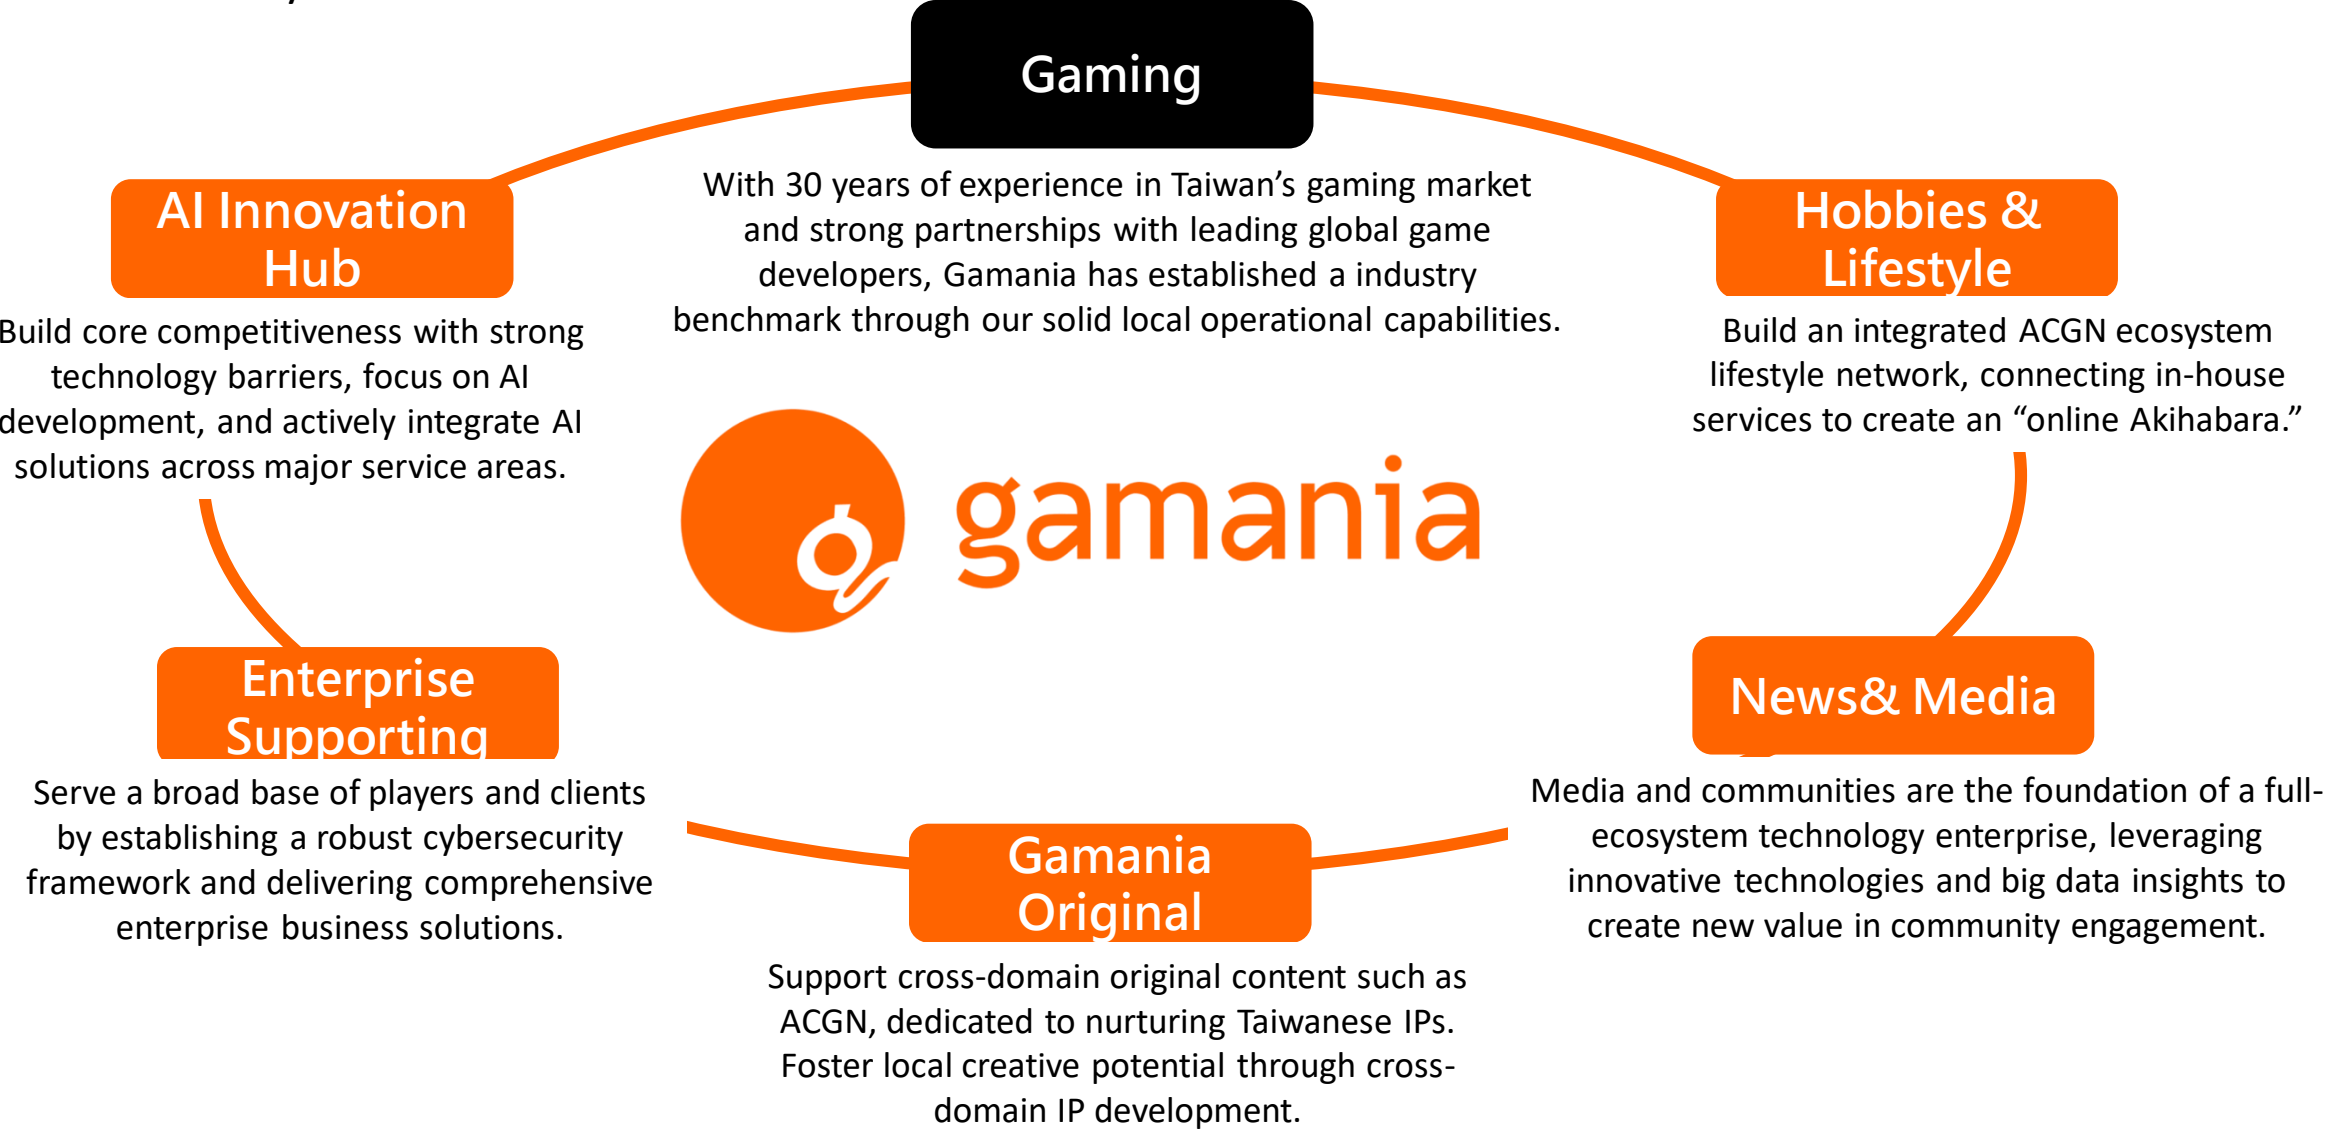 Gaming
With 30 years of experience in Taiwan’s gaming market
and strong partnerships with leading global game
developers, Gamania has established a industry
benchmark through our solid local operational capabilities.
AI Innovation
Hub
Build core competitiveness with strong
technology barriers, focus on AI
development, and actively integrate AI
solutions across major service areas.
Hobbies &
Lifestyle
Build an integrated ACGN ecosystem
lifestyle network, connecting in-house
services to create an “online Akihabara.”
gamania
Enterprise
Supporting
Serve a broad base of players and clients
by establishing a robust cybersecurity
framework and delivering comprehensive
enterprise business solutions.
News& Media
Media and communities are the foundation of a full-
ecosystem technology enterprise, leveraging
innovative technologies and big data insights to
create new value in community engagement.
Gamania
Original
Support cross-domain original content such as
ACGN, dedicated to nurturing Taiwanese IPs.
Foster local creative potential through cross-
domain IP development.